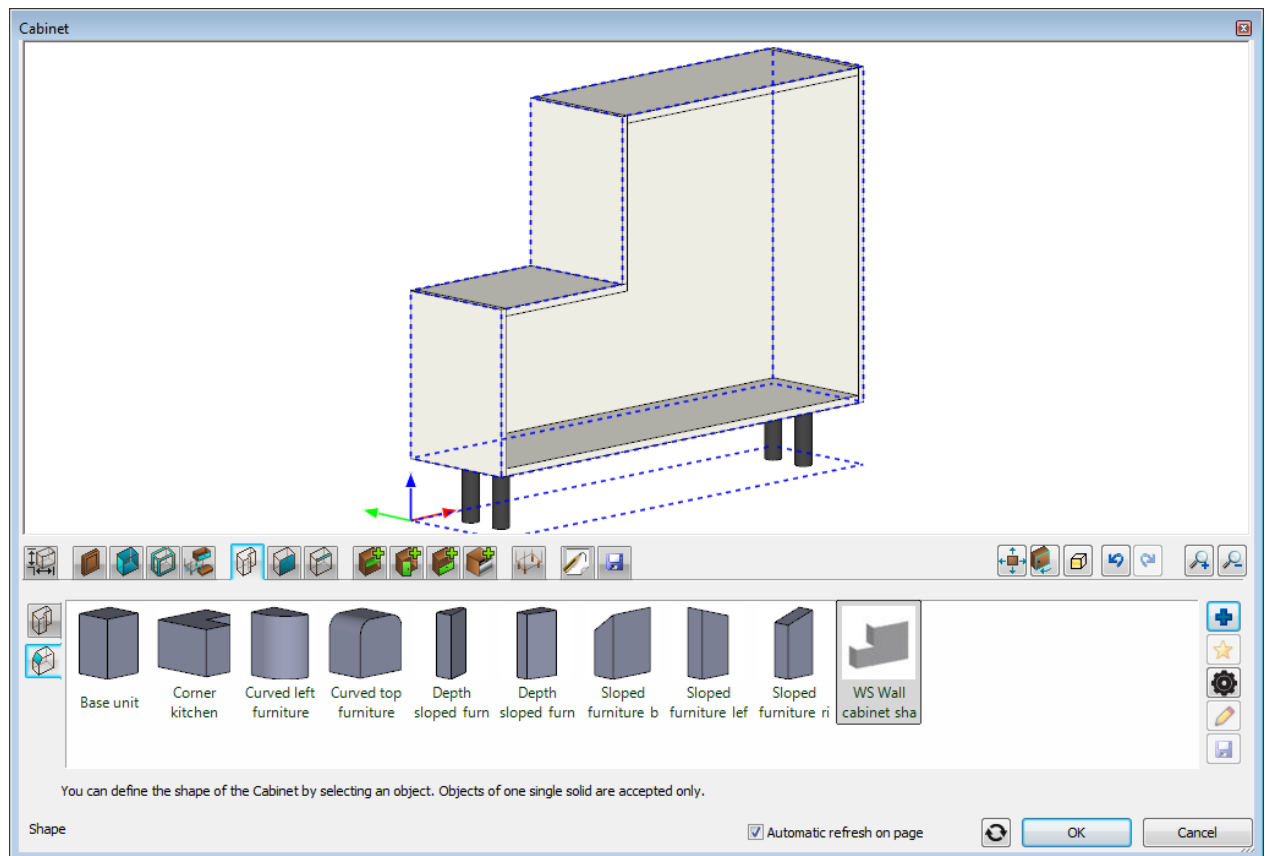 Cabinet
Base unit
Corner
kitchen
Curved left
furniture
Curved top
furniture
Depth
sloped furn
Depth
sloped furn
Sloped
furniture b
Sloped
furniture lef
Sloped
furniture ri
WS Wall
cabinet sha
You can define the shape of the Cabinet by selecting an object. Objects of one single solid are accepted only.
Shape
Automatic refresh on page
OK
Cancel